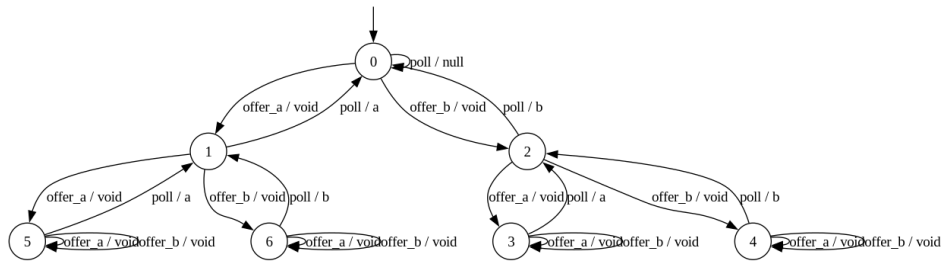 0
poll / null
offer_a / void
poll / a
offer_b / void
poll / b
1
2
offer_a / void
poll / a
offer_b / void
poll / b
offer_a / void
poll / a
offer_b / void
poll / b
5
offer_a / void
offer_b / void
6
offer_a / void
offer_b / void
3
offer_a / void
offer_b / void
4
offer_a / void
offer_b / void